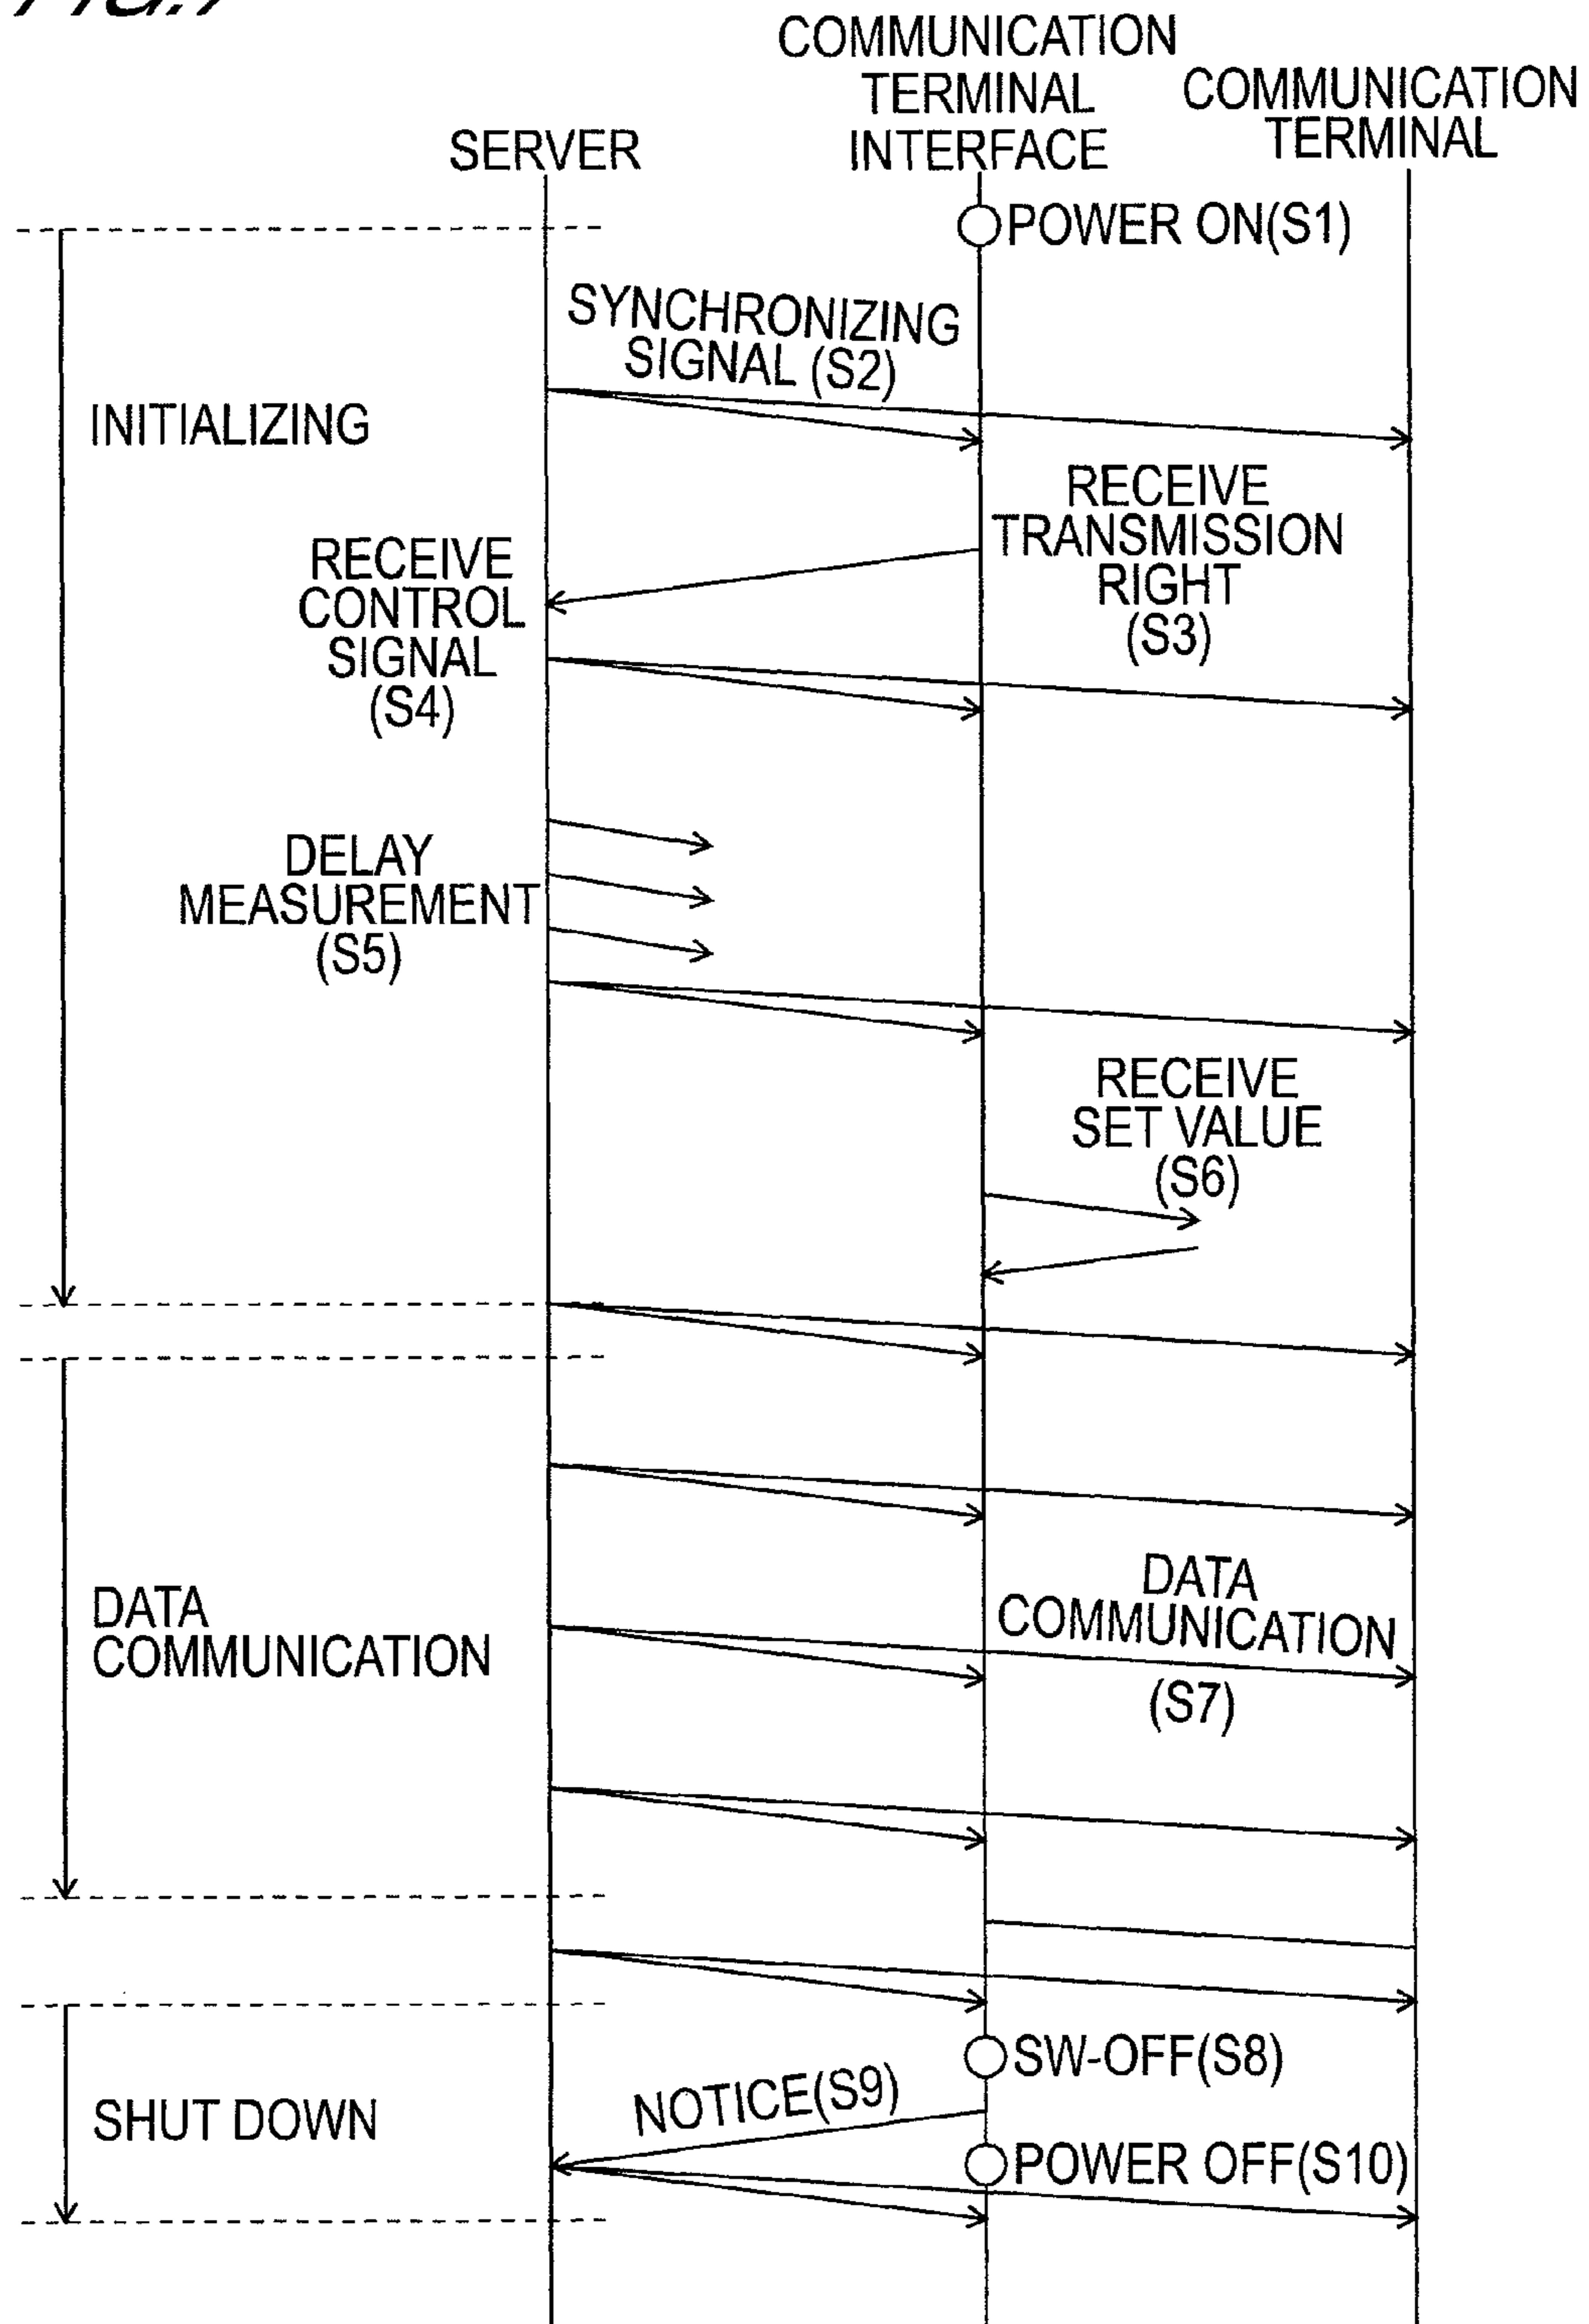 COMMUNICATION
TERMINAL
INTERFACE
COMMUNICATION
TERMINAL
SERVER
POWER ON(S1)
SYNCHRONIZING
SIGNAL (S2)
INITIALIZING
RECEIVE
TRANSMISSION
RIGHT
(S3)
RECEIVE
CONTROL
SIGNAL
(S4)
DELAY
MEASUREMENT
(S5)
RECEIVE
SET VALUE
(S6)
DATA
COMMUNICATION
DATA
COMMUNICATION
(S7)
SW-OFF(S8)
NOTICE(S9)
SHUT DOWN
POWER OFF(S10)